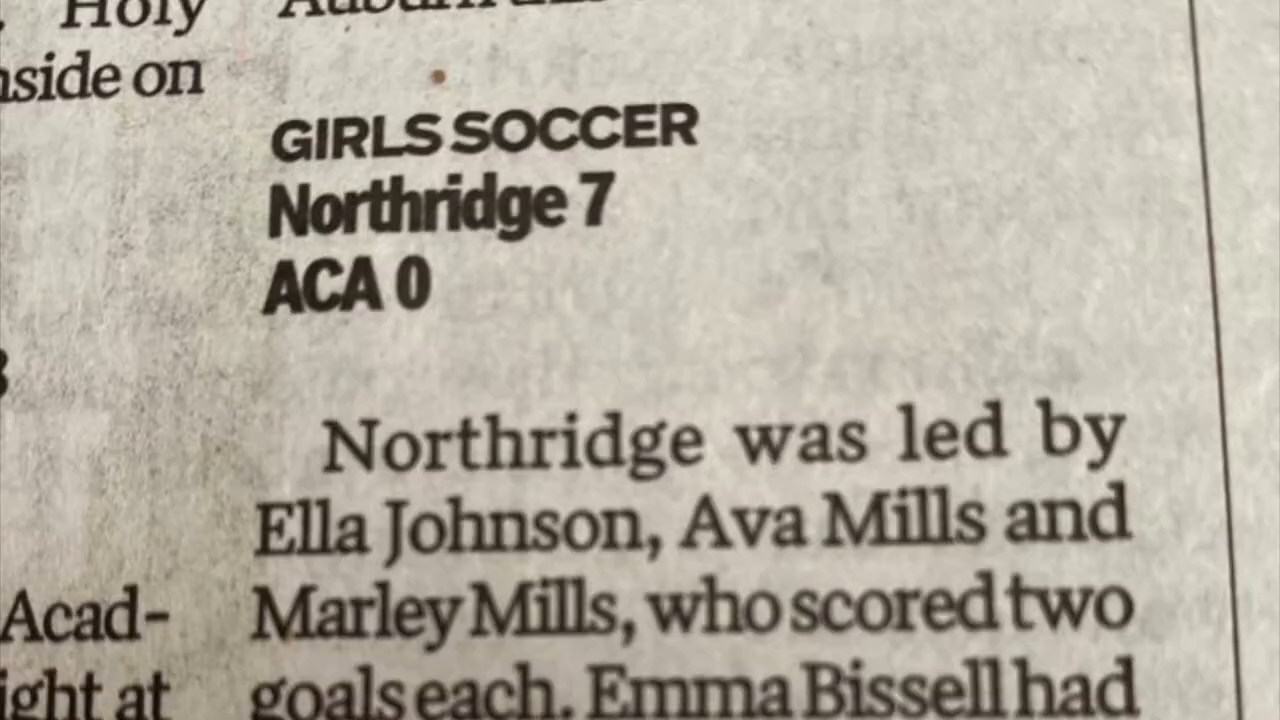 Holy
nside on
GIRLS SOCCER
Northridge 7
ACA 0
Northridge was led by
Ella Johnson, Ava Mills and
Marley Mills, who scored two
goals each. Emma Bissell had
Acad-
ight at